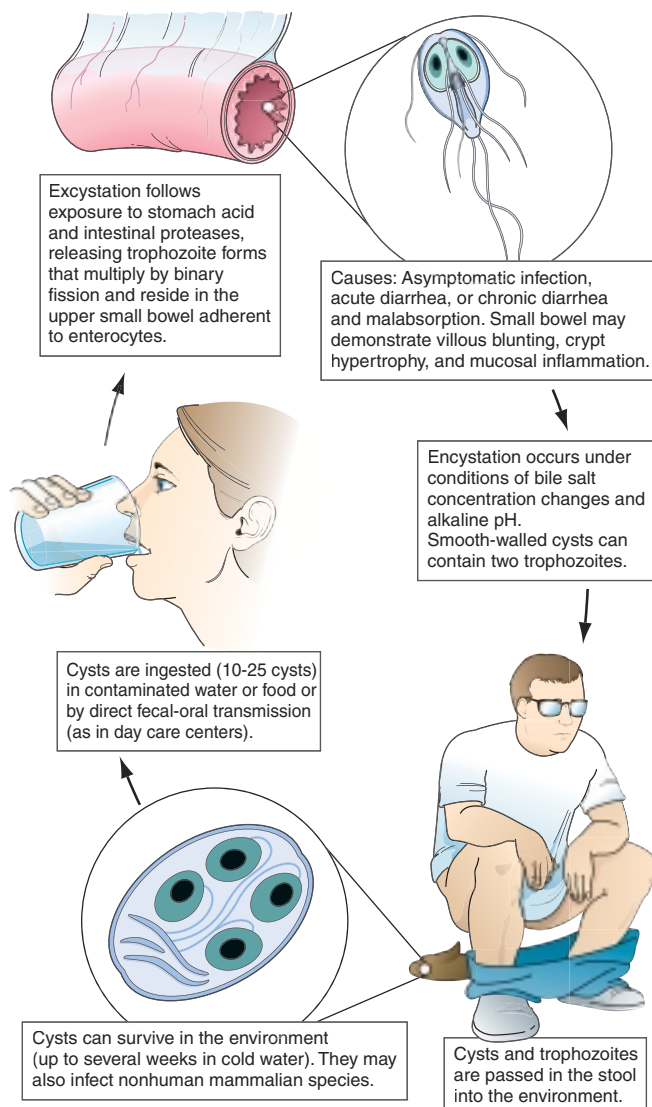 Excystation follows
exposure to stomach acid
and intestinal proteases,
releasing trophozoite forms
that multiply by binary
fission and reside in the
upper small bowel adherent
to enterocytes.
Causes: Asymptomatic infection,
acute diarrhea, or chronic diarrhea
and malabsorption. Small bowel may
demonstrate villous blunting, crypt
hypertrophy, and mucosal inflammation.
Encystation occurs under
conditions of bile salt
concentration changes and
alkaline pH.
Smooth-walled cysts can
contain two trophozoites.
Cysts are ingested (10-25 cysts)
in contaminated water or food or
by direct fecal-oral transmission
(as in day care centers).
Cysts can survive in the environment
(up to several weeks in cold water). They may
also infect nonhuman mammalian species.
Cysts and trophozoites
are passed in the stool
into the environment.